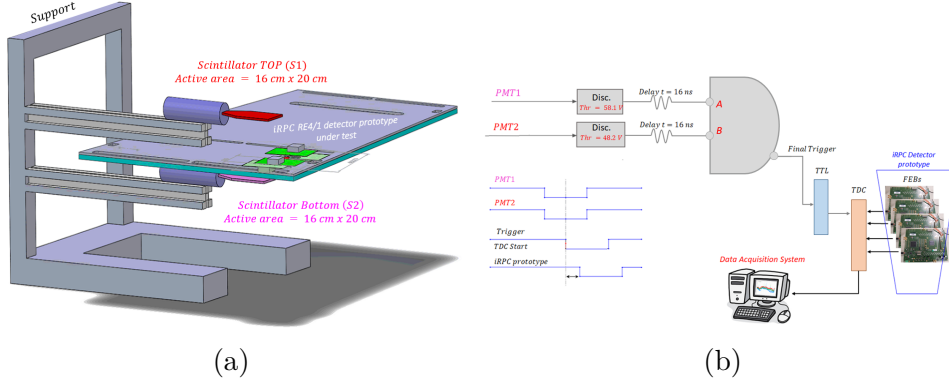 Support
Scintillator TOP (S1)
Active area = 16 cm x 20 cm
iRPC RE4/1 detector prototype
under test
Scintillator Bottom (S2)
Active area = 16 cm x 20 cm
(a)
PMT1
Disc.
Thr = 58.1 V
Delay t = 16 ns
A
PMT2
Disc.
Thr = 48.2 V
Delay t = 16 ns
B
Final Trigger
TTL
TDC
iRPC Detector
prototype
FEBs
PMT1
PMT2
Trigger
TDC Start
iRPC prototype
Data Acquisition System
(b)